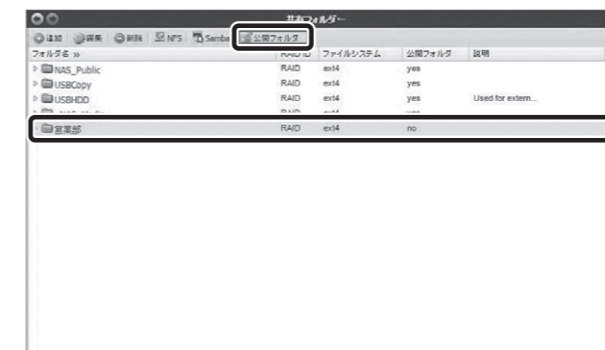 共有フォルダー
追加 編集 削除 NFS Samba 公開フォルダ
フォルダ名 » RAID ID ファイルシステム 公開フォルダ 説明
NAS_Public RAID ext4 yes
USBCopy RAID ext4 yes
USBHDD RAID ext4 yes Used for extern...
RAID ext4 yes
営業部 RAID ext4 no